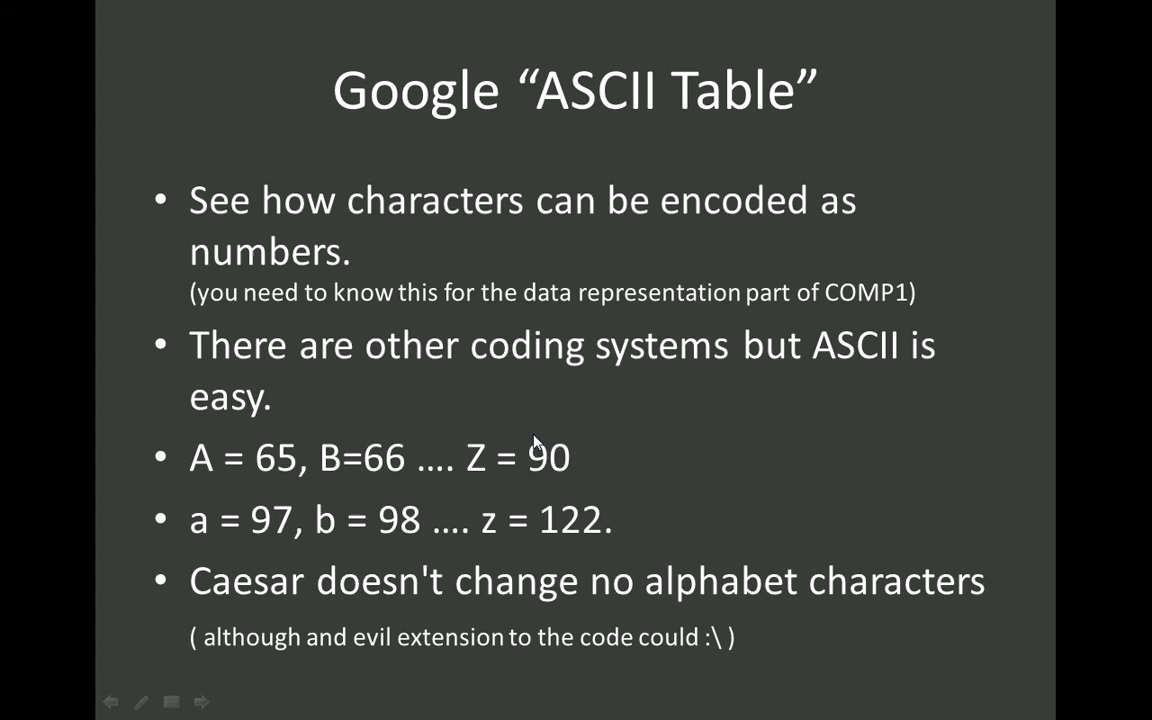 Google “ASCII Table”
• See how characters can be encoded as
numbers.
(you need to know this for the data representation part of COMP1)
• There are other coding systems but ASCII is
easy.
• A = 65, B=66 .... Z = 90
• a = 97, b = 98 .... z = 122.
• Caesar doesn't change no alphabet characters
( although and evil extension to the code could :\ )